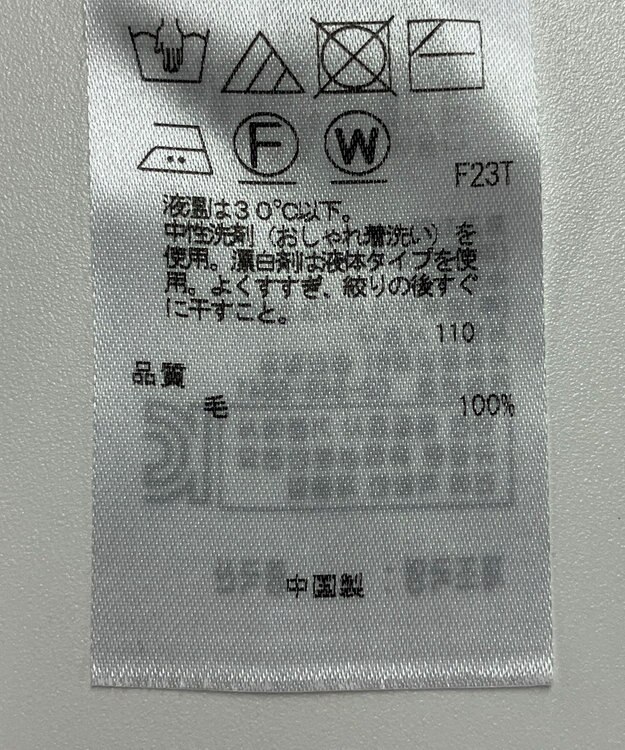 F W
F23T
液温は30℃以下。
中性洗剤（おしゃれ着洗い）を
使用。漂白剤は液体タイプを使
用。よくすすぎ、絞りの後すぐ
に干すこと。
110
品質
毛 100%
中国製